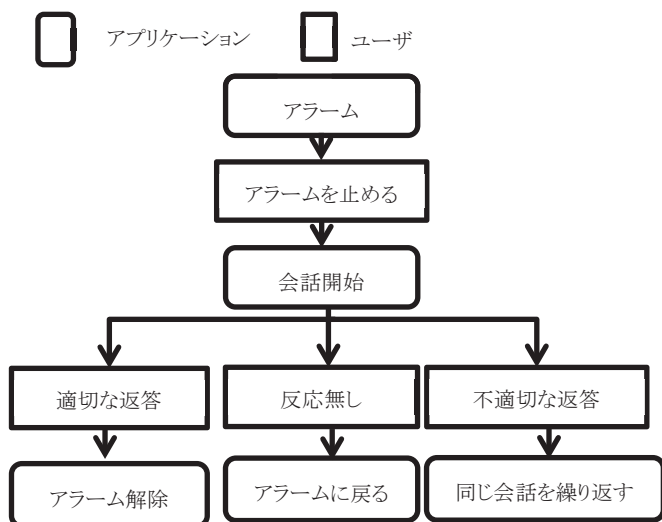 アプリケーション
ユーザ
アラーム
アラームを止める
会話開始
適切な返答
反応無し
不適切な返答
アラーム解除
アラームに戻る
同じ会話を繰り返す